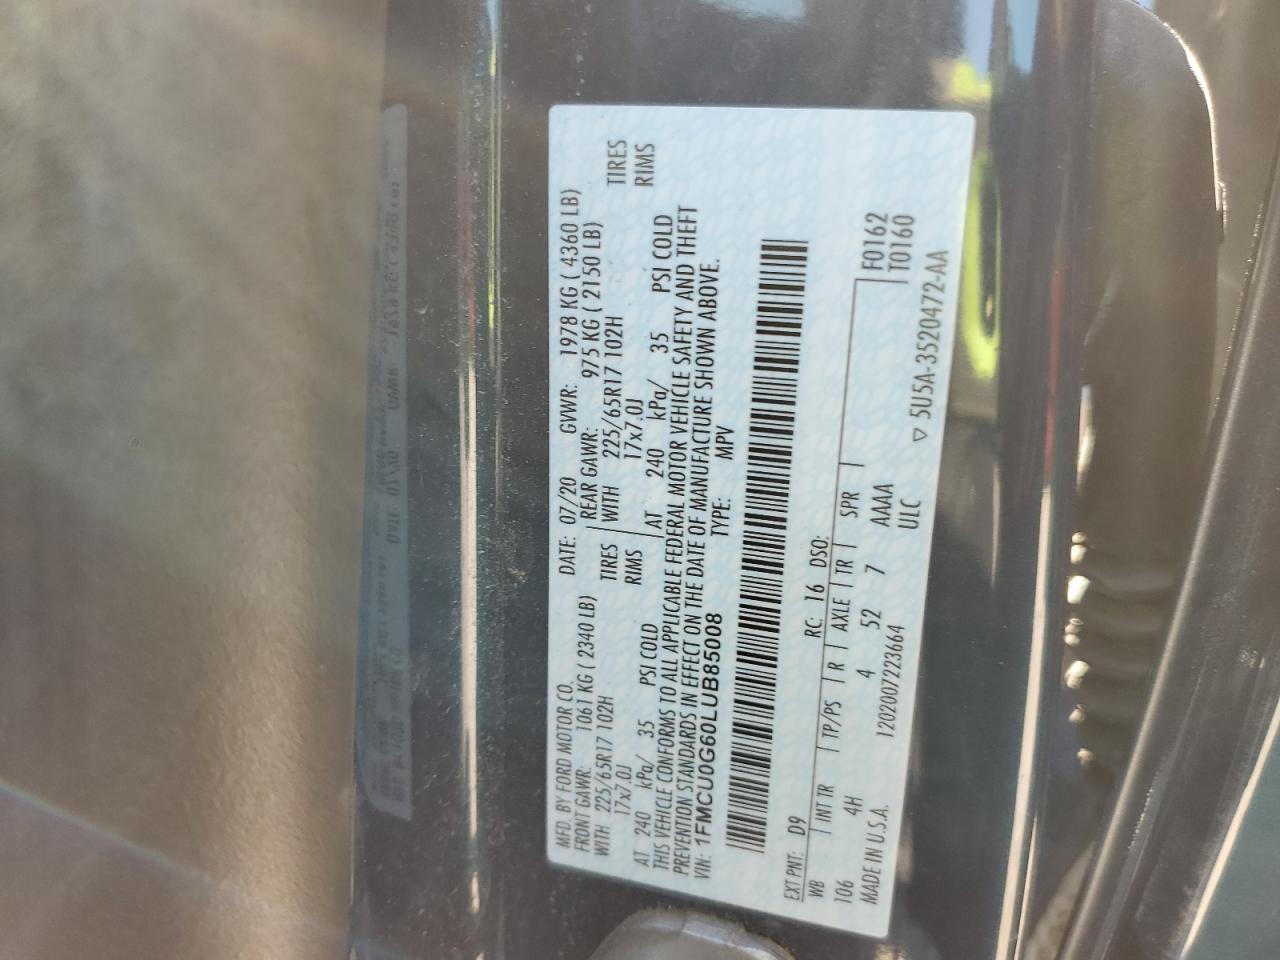 MFD. BY FORD MOTOR CO.
DATE: 07/20 GVWR: 1978 KG ( 4360 LB)
FRONT GAWR: 1061 KG ( 2340 LB) REAR GAWR: 975 KG ( 2150 LB)
WITH 225/65R17 102H TIRES WITH 225/65R17 102H TIRES
17x7.0J RIMS 17x7.0J RIMS
AT 240 kPa/ 35 PSI COLD AT 240 kPa/ 35 PSI COLD
THIS VEHICLE CONFORMS TO ALL APPLICABLE FEDERAL MOTOR VEHICLE SAFETY AND THEFT
PREVENTION STANDARDS IN EFFECT ON THE DATE OF MANUFACTURE SHOWN ABOVE.
VIN: 1FMCU0G60LUB85008 TYPE: MPV
EXT PNT: D9 RC: 16 DSO: F0162
WB INT TR TP/PS R AXLE TR SPR T0160
106 4H 4 52 7 AAAA
ULC
MADE IN U.S.A. 1202007223664 ▽ 5U5A-3520472-AA